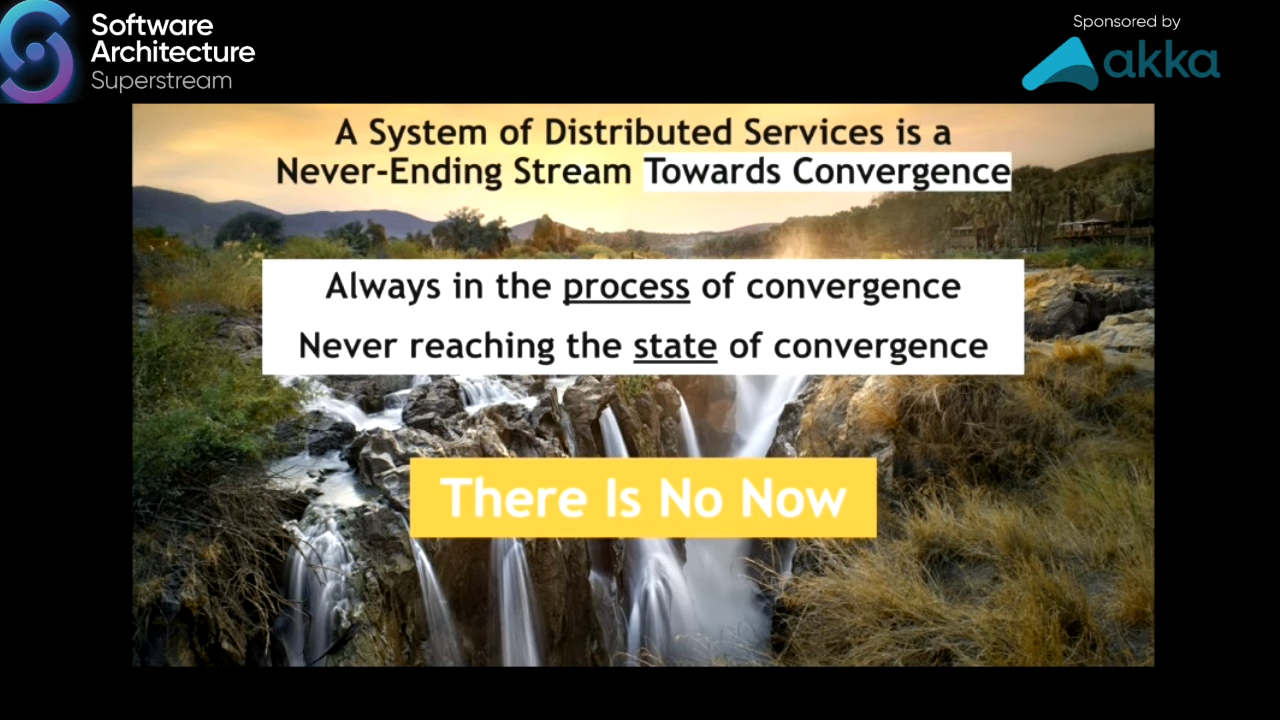 Software
Architecture
Superstream
Sponsored by
akka
A System of Distributed Services is a
Never-Ending Stream Towards Convergence
Always in the process of convergence
Never reaching the state of convergence
There Is No Now